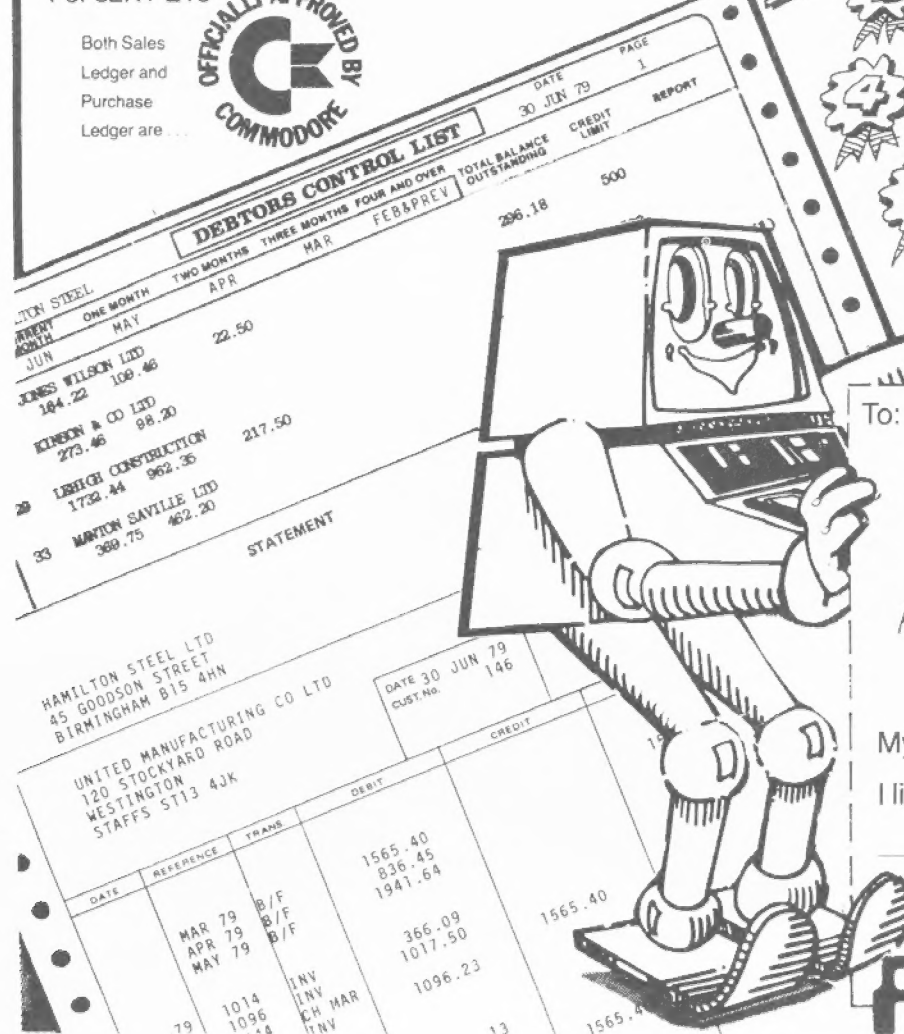 Both Sales
Ledger and
Purchase
Ledger are ...
OFFICIALLY APPROVED BY
COMMODORE
4
DEBTORS CONTROL LIST
DATE PAGE
30 JUN 79 1
ONE MONTH TWO MONTHS THREE MONTHS FOUR AND OVER TOTAL BALANCE OUTSTANDING CREDIT LIMIT REPORT
JUN MAY APR MAR FEB&PREV
296.18 500
JONES WILSON LTD
184.22 109.46 22.50
KINSON & CO LTD
273.46 98.20
29 LEHIGH CONSTRUCTION
1732.44 962.35 217.50
33 MANTON SAVILLE LTD
369.75 462.20
STATEMENT
HAMILTON STEEL LTD
45 GOODSON STREET
BIRMINGHAM B15 4HN
DATE 30 JUN 79
CUST.No. 146
UNITED MANUFACTURING CO LTD
120 STOCKYARD ROAD
WESTINGTON
STAFFS ST13 4JK
DATE REFERENCE TRANS DEBIT CREDIT
MAR 79 B/F 1565.40
APR 79 B/F 836.45
MAY 79 B/F 1941.64
1014 INV 366.09
79 1096 INV 1017.50
CH MAR 1565.40
INV 1096.23
To:
My